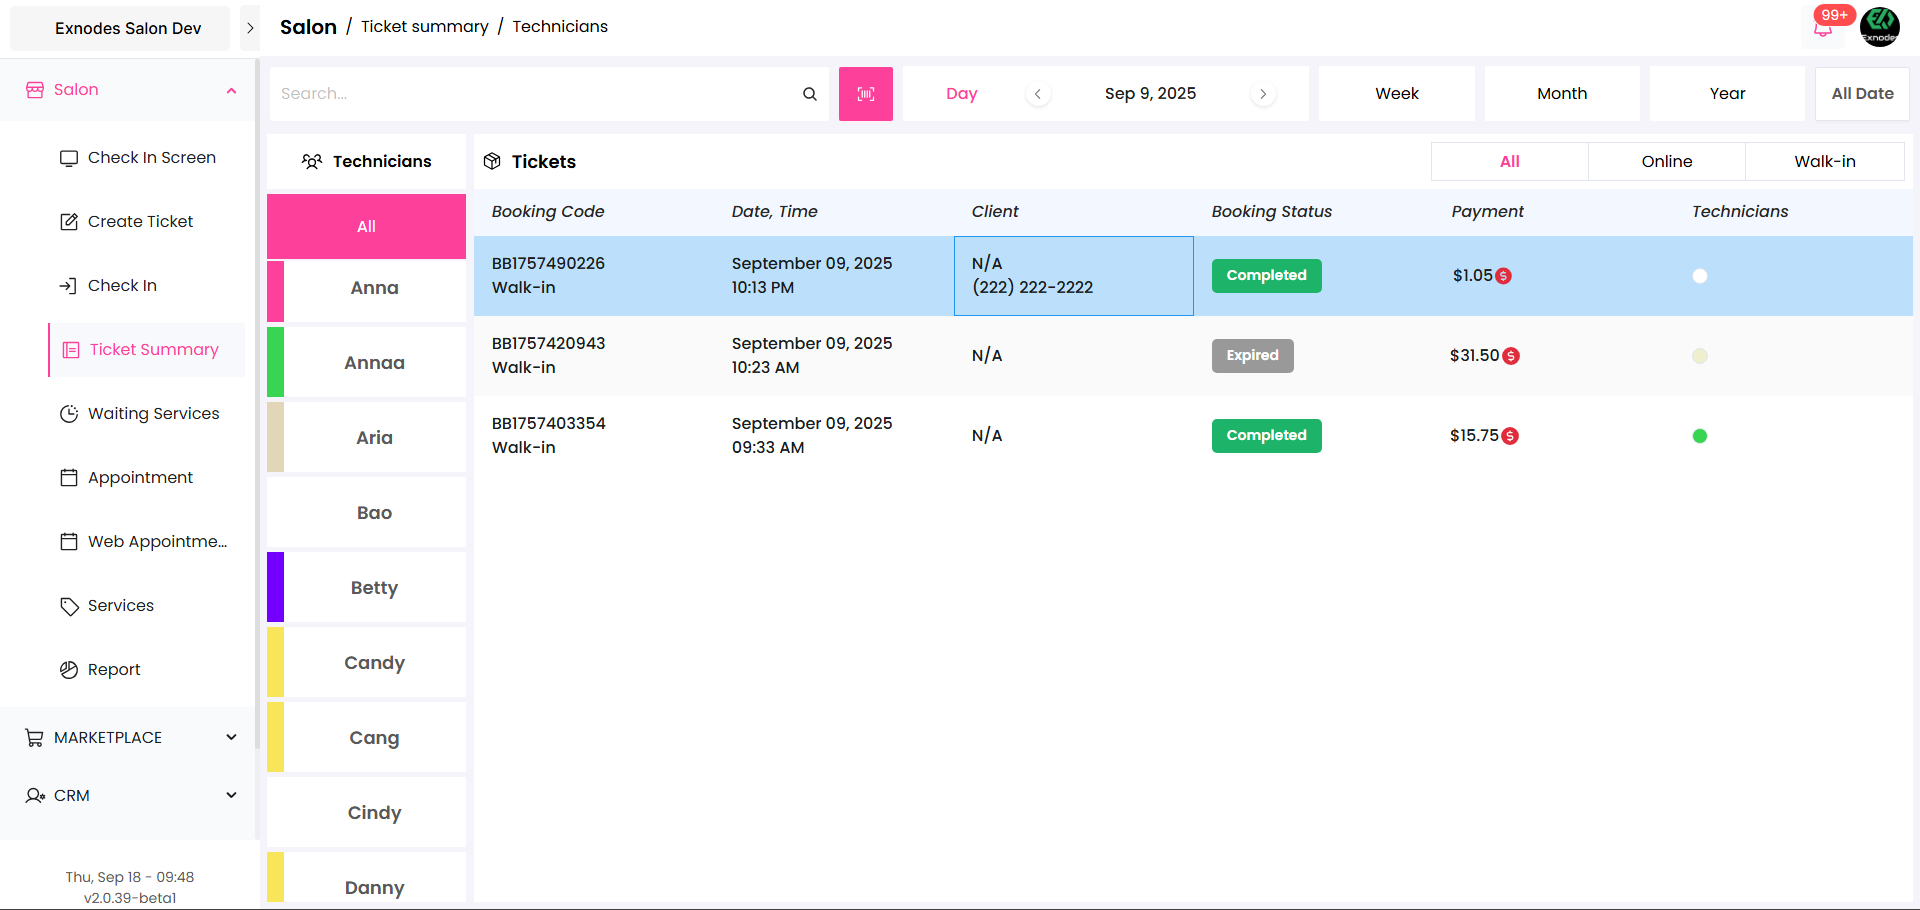 Exnodes Salon Dev
Salon / Ticket summary / Technicians
99+
Exnodes
Salon
Check In Screen
Create Ticket
Check In
Ticket Summary
Waiting Services
Appointment
Web Appointme...
Services
Report
MARKETPLACE
CRM
Thu, Sep 18 - 09:48
v2.0.39-beta1
Search...
Day
Sep 9, 2025
Week
Month
Year
All Date
Technicians
All
Anna
Annaa
Aria
Bao
Betty
Candy
Cang
Cindy
Danny
Tickets
All
Online
Walk-in
Booking Code
Date, Time
Client
Booking Status
Payment
Technicians
BB1757490226
Walk-in
September 09, 2025
10:13 PM
N/A
(222) 222-2222
Completed
$1.05
BB1757420943
Walk-in
September 09, 2025
10:23 AM
N/A
Expired
$31.50
BB1757403354
Walk-in
September 09, 2025
09:33 AM
N/A
Completed
$15.75